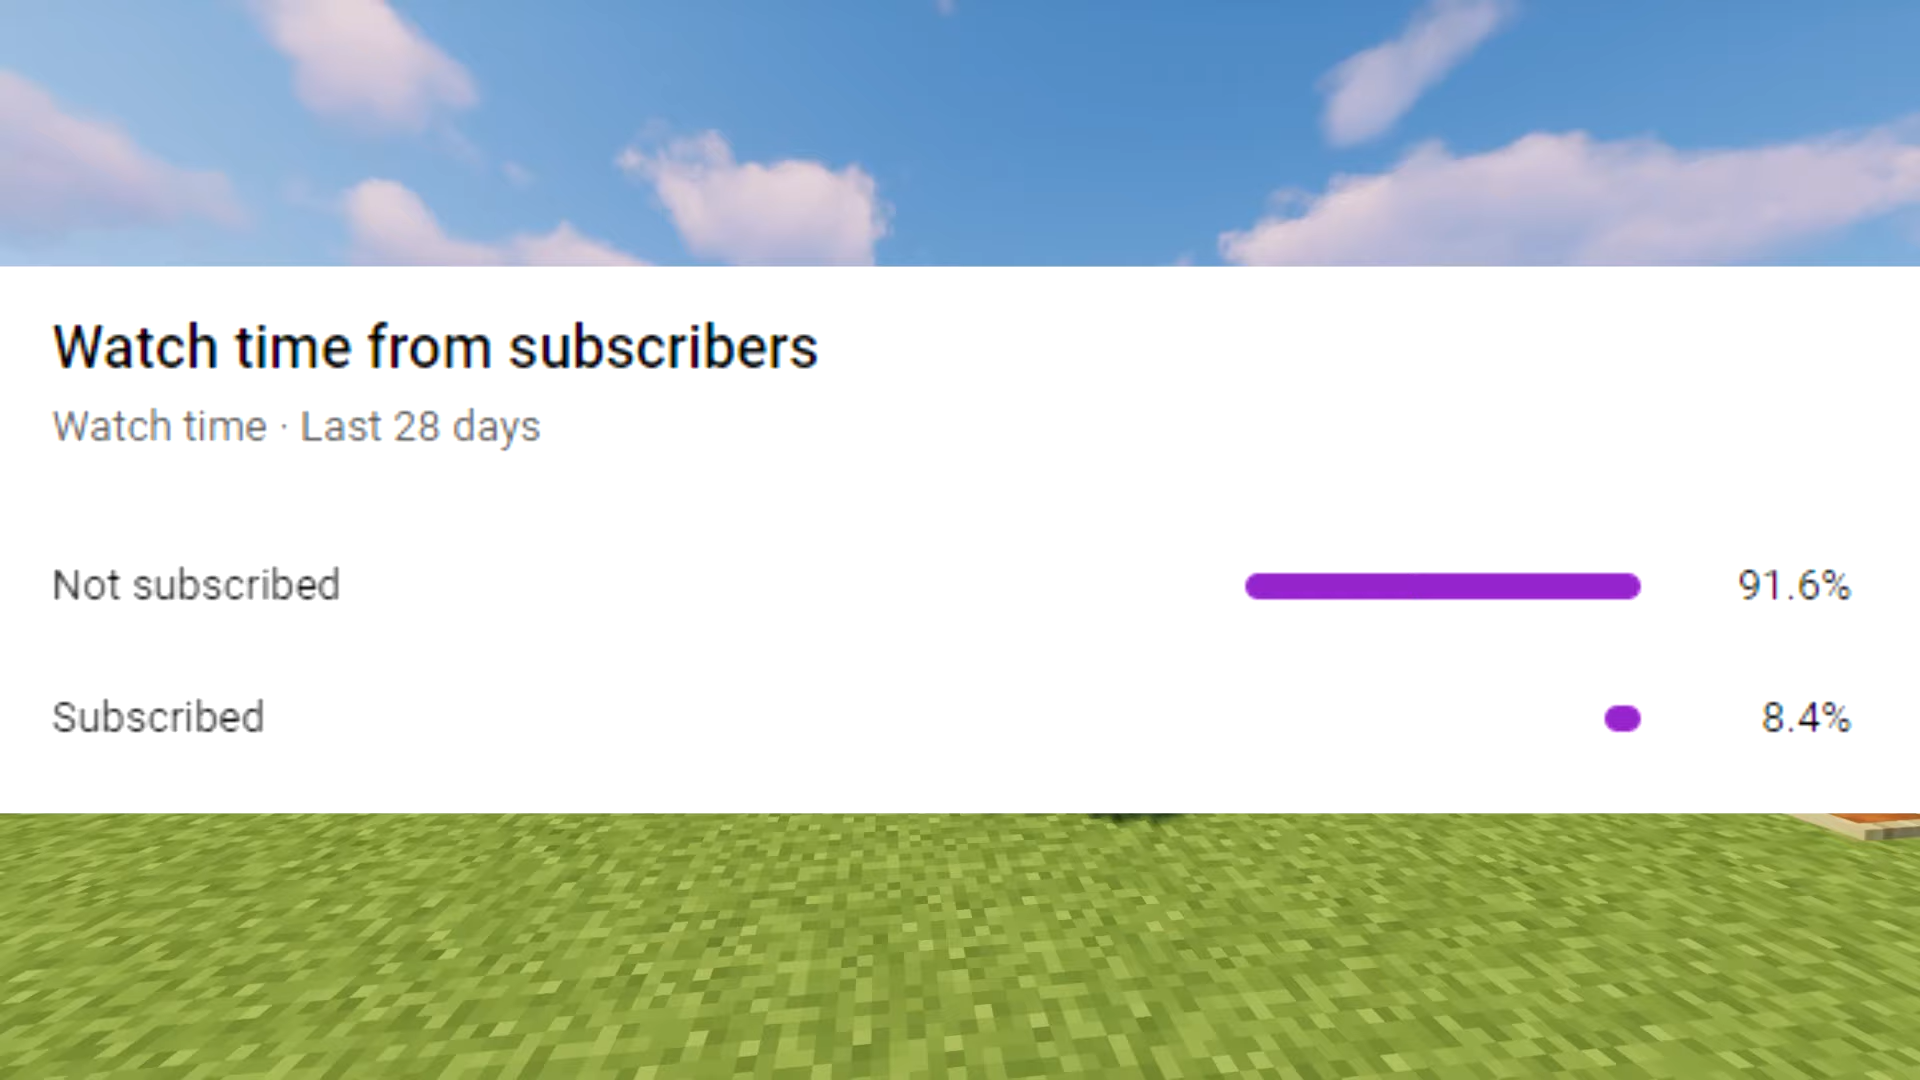 Watch time from subscribers
Watch time · Last 28 days
Not subscribed 91.6%
Subscribed 8.4%